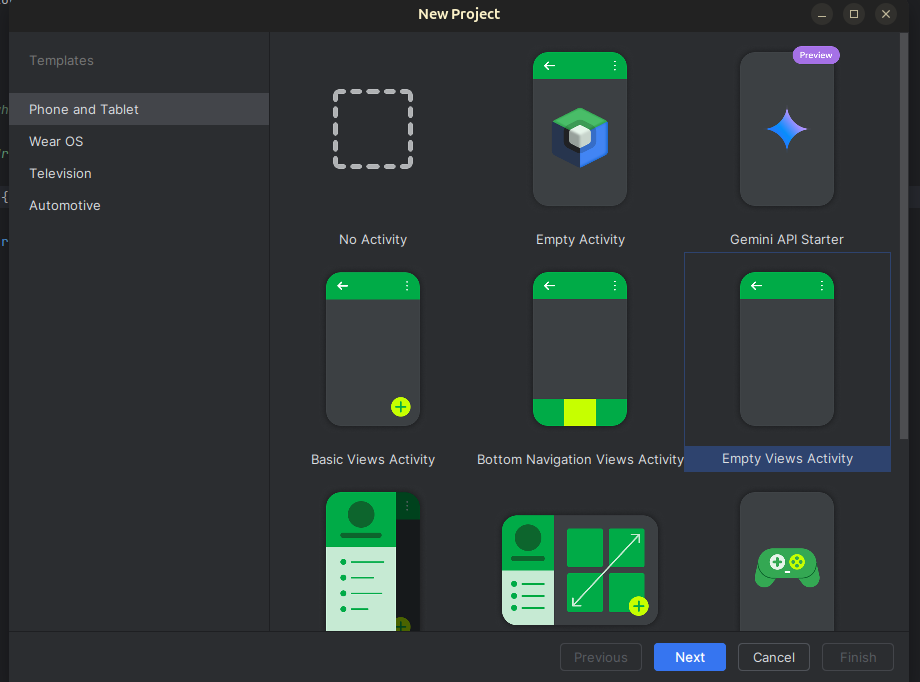 New Project
Templates
Phone and Tablet
Wear OS
Television
Automotive
Preview
No Activity
Empty Activity
Gemini API Starter
Basic Views Activity
Bottom Navigation Views Activity
Empty Views Activity
Previous
Next
Cancel
Finish